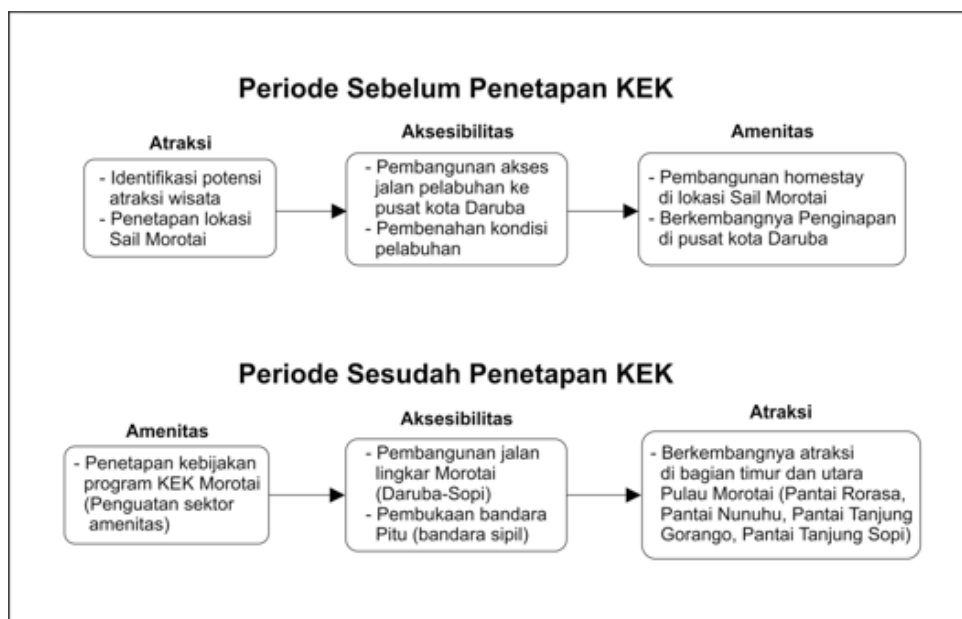 Periode Sebelum Penetapan KEK
Atraksi
- Identifikasi potensi
atraksi wisata
- Penetapan lokasi
Sail Morotai
Aksesibilitas
- Pembangunan akses
jalan pelabuhan ke
pusat kota Daruba
- Pembenahan kondisi
pelabuhan
Amenitas
- Pembangunan homestay
di lokasi Sail Morotai
- Berkembangnya Penginapan
di pusat kota Daruba
Periode Sesudah Penetapan KEK
Amenitas
- Penetapan kebijakan
program KEK Morotai
(Penguatan sektor
amenitas)
Aksesibilitas
- Pembangunan jalan
lingkar Morotai
(Daruba-Sopi)
- Pembukaan bandara
Pitu (bandara sipil)
Atraksi
- Berkembangnya atraksi
di bagian timur dan utara
Pulau Morotai (Pantai Rorasa,
Pantai Nunuhu, Pantai Tanjung
Gorango, Pantai Tanjung Sopi)